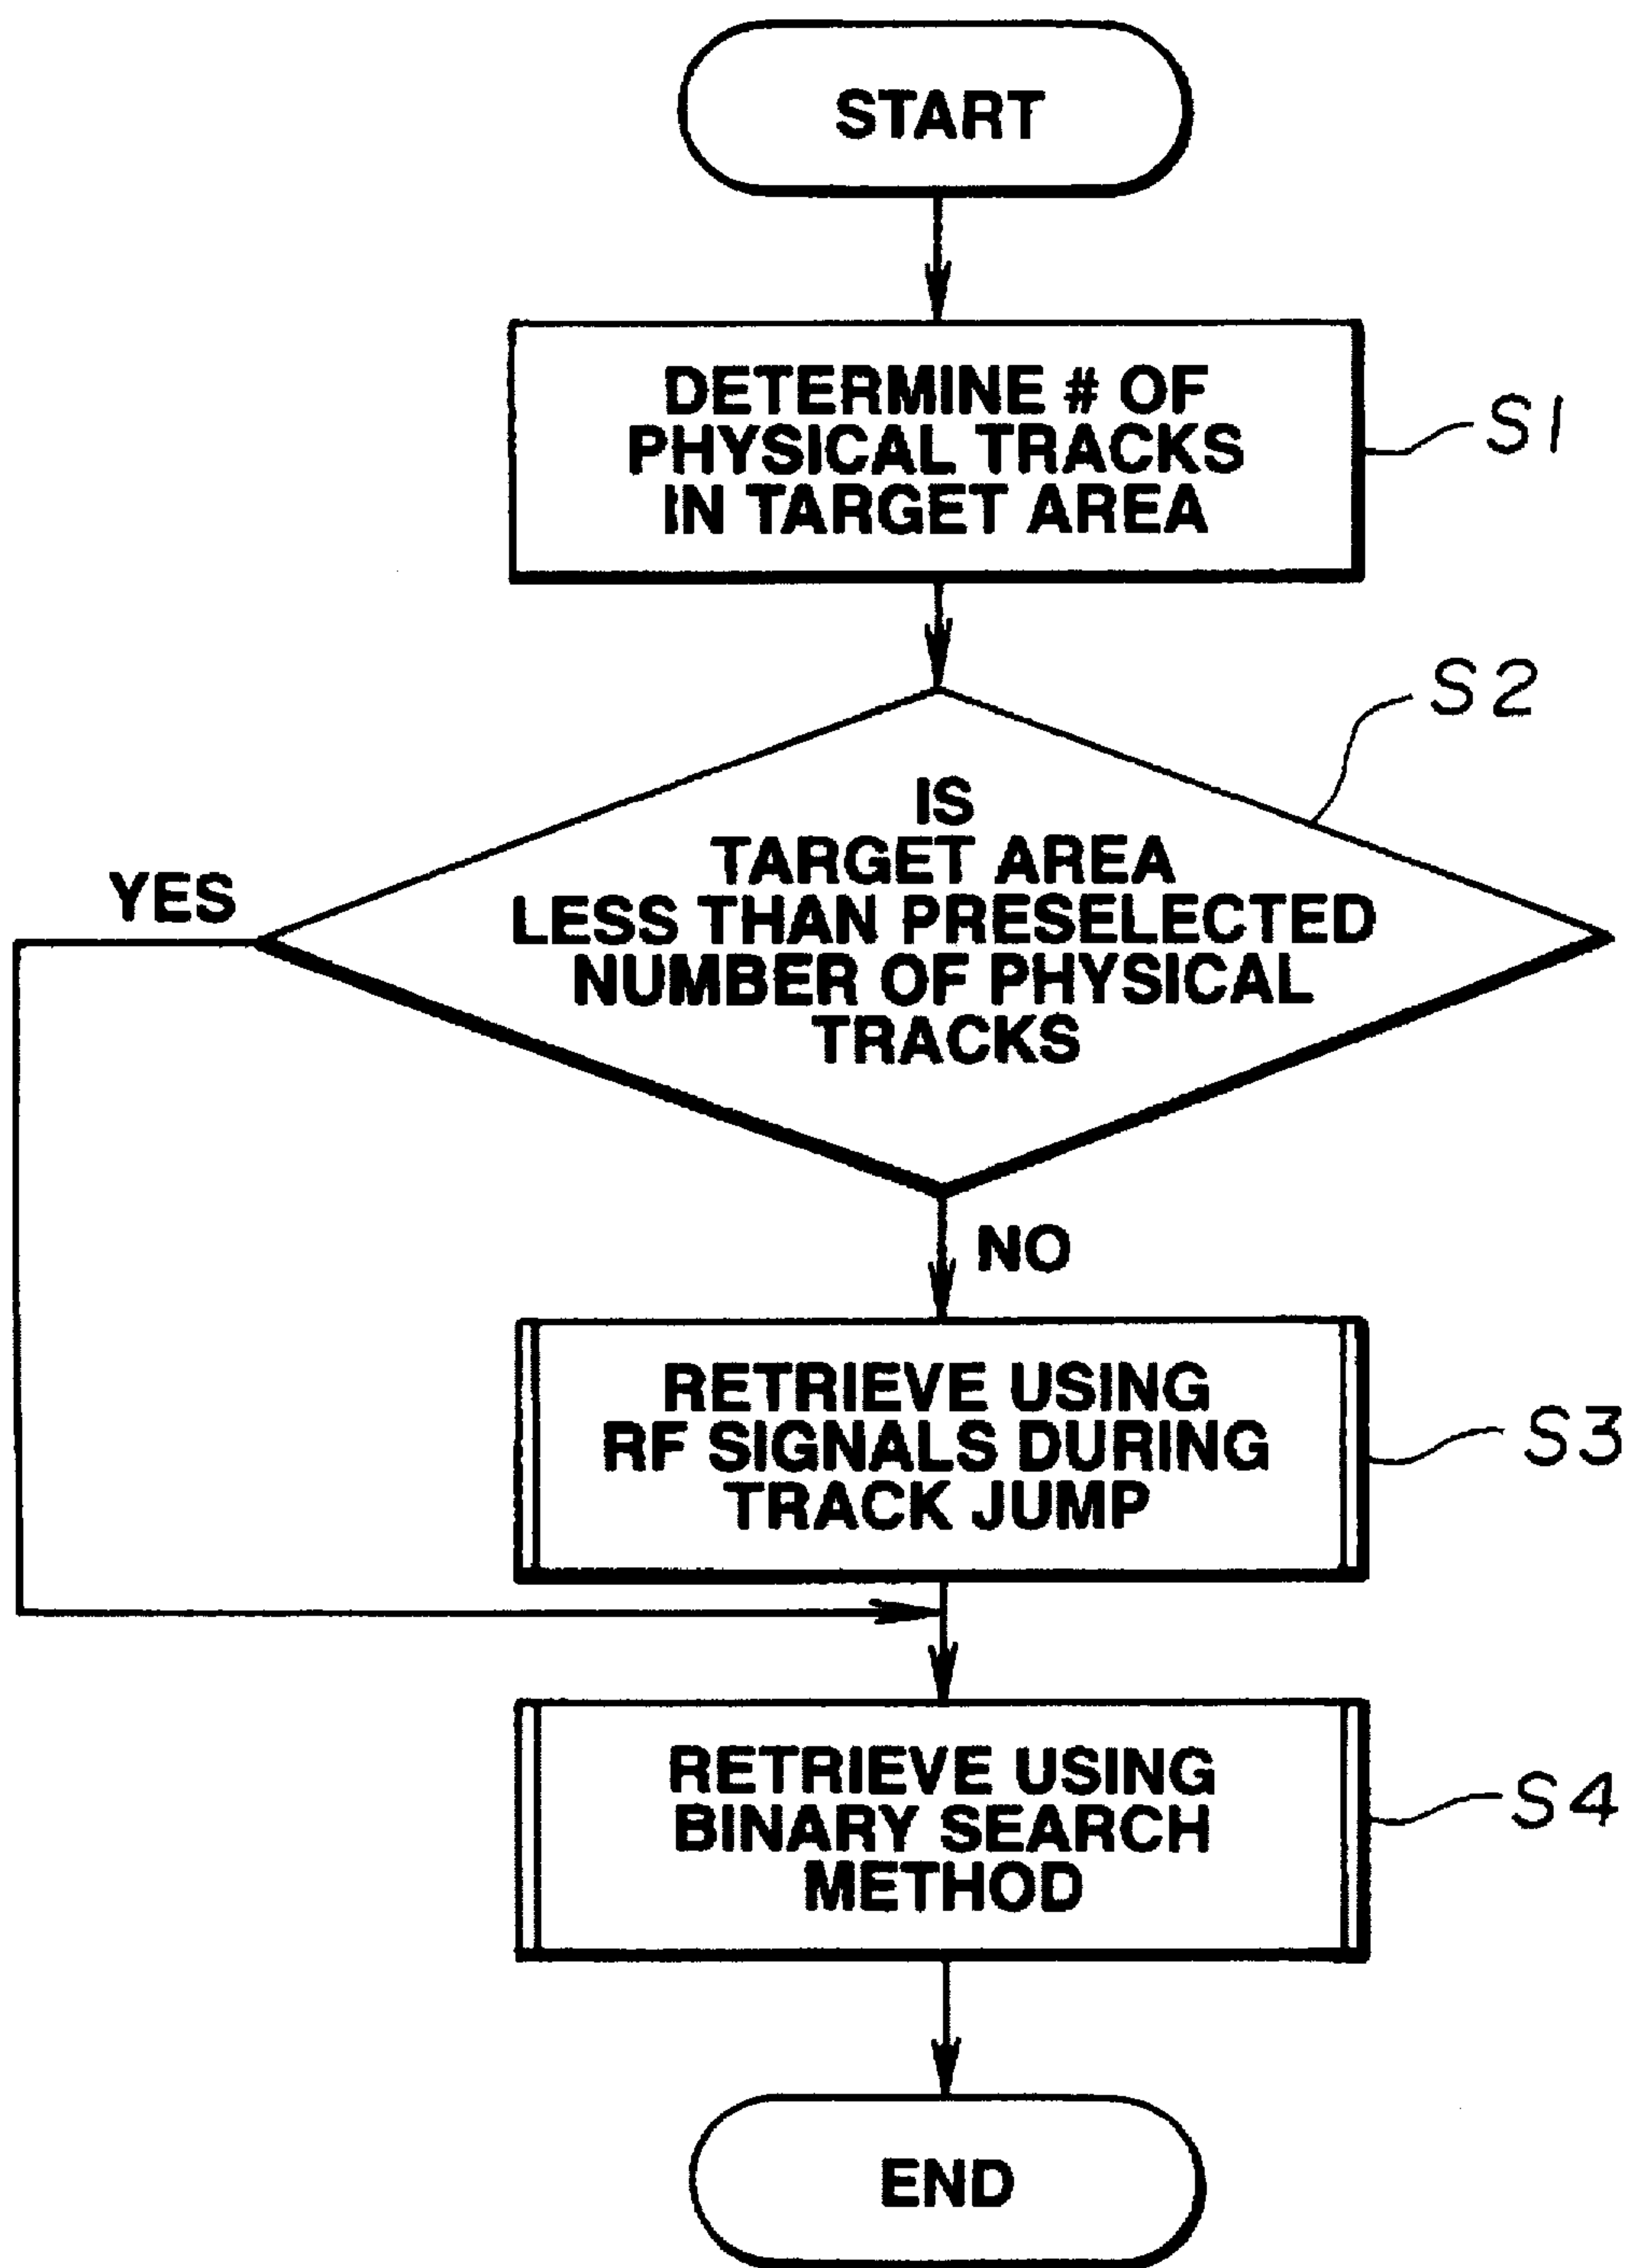 START
DETERMINE # OF
PHYSICAL TRACKS
IN TARGET AREA
S1
S2
IS
TARGET AREA
LESS THAN PRESELECTED
NUMBER OF PHYSICAL
TRACKS
YES
NO
RETRIEVE USING
RF SIGNALS DURING
TRACK JUMP
S3
RETRIEVE USING
BINARY SEARCH
METHOD
S4
END